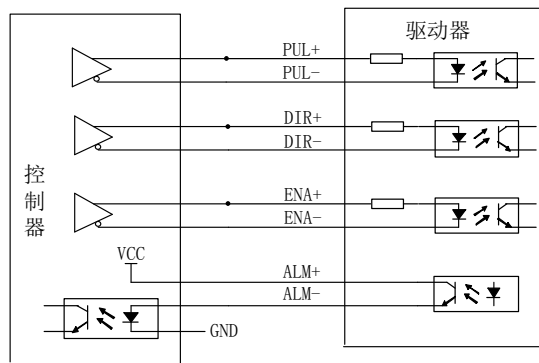 驱动器
PUL+
PUL-
DIR+
DIR-
控制器
ENA+
ENA-
VCC
ALM+
ALM-
GND